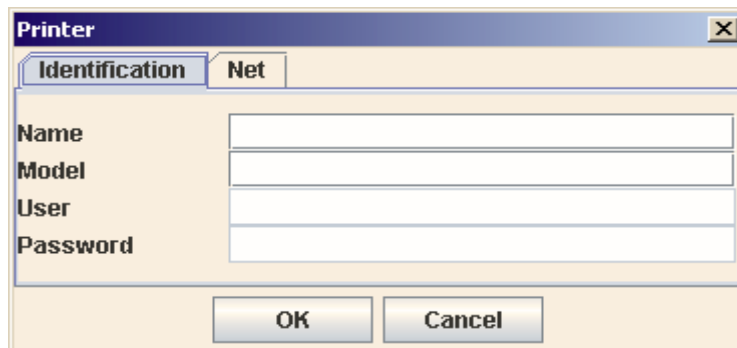 Printer
Identification Net
Name
Model
User
Password
OK Cancel